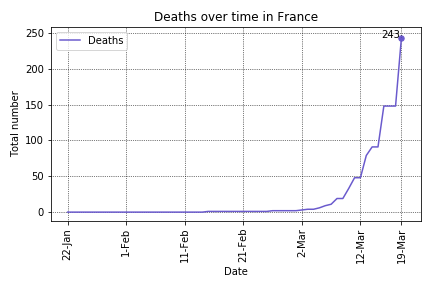 Deaths over time in France
Deaths
243
Total number
250
200
150
100
50
0
22-Jan
1-Feb
11-Feb
21-Feb
2-Mar
12-Mar
19-Mar
Date